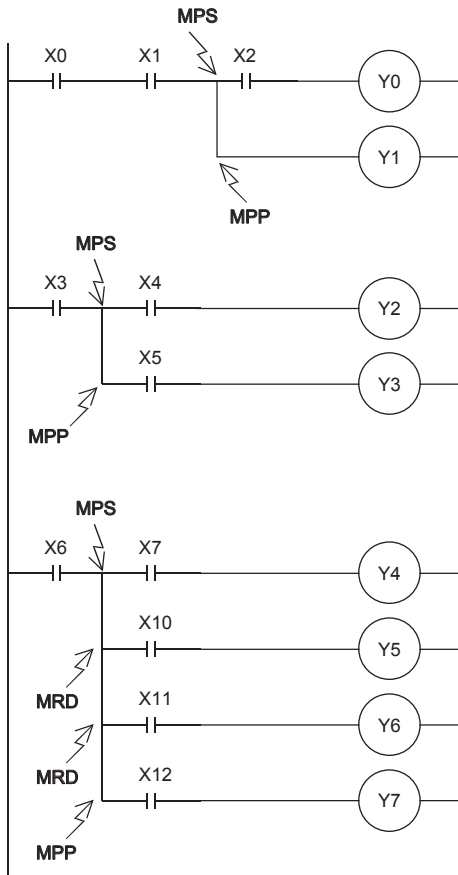 MPS
X0 X1 X2 Y0
Y1
MPP
MPS
X3 X4 Y2
X5 Y3
MPP
MPS
X6 X7 Y4
X10 Y5
MRD
X11 Y6
MRD
X12 Y7
MPP